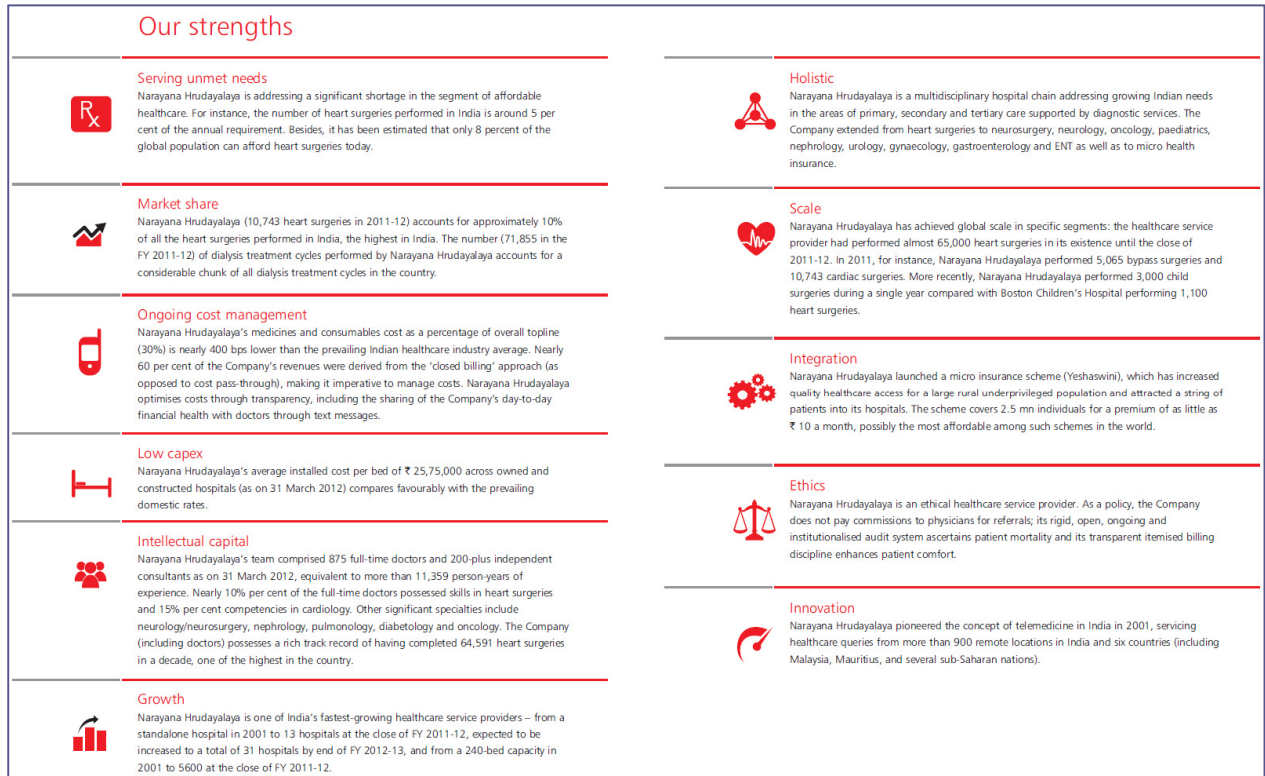 Our strengths
Serving unmet needs
Narayana Hrudayalaya is addressing a significant shortage in the segment of affordable
healthcare. For instance, the number of heart surgeries performed in India is around 5 per
cent of the annual requirement. Besides, it has been estimated that only 8 percent of the
global population can afford heart surgeries today.
Market share
Narayana Hrudayalaya (10,743 heart surgeries in 2011-12) accounts for approximately 10%
of all the heart surgeries performed in India, the highest in India. The number (71,855 in the
FY 2011-12) of dialysis treatment cycles performed by Narayana Hrudayalaya accounts for a
considerable chunk of all dialysis treatment cycles in the country.
Ongoing cost management
Narayana Hrudayalaya's medicines and consumables cost as a percentage of overall topline
(30%) is nearly 400 bps lower than the prevailing Indian healthcare industry average. Nearly
60 per cent of the Company's revenues were derived from the 'closed billing' approach (as
opposed to cost pass-through), making it imperative to manage costs. Narayana Hrudayalaya
optimises costs through transparency, including the sharing of the Company's day-to-day
financial health with doctors through text messages.
Low capex
Narayana Hrudayalaya's average installed cost per bed of ₹ 25,75,000 across owned and
constructed hospitals (as on 31 March 2012) compares favourably with the prevailing
domestic rates.
Intellectual capital
Narayana Hrudayalaya's team comprised 875 full-time doctors and 200-plus independent
consultants as on 31 March 2012, equivalent to more than 11,359 person-years of
experience. Nearly 10% per cent of the full-time doctors possessed skills in heart surgeries
and 15% per cent competencies in cardiology. Other significant specialties include
neurology/neurosurgery, nephrology, pulmonology, diabetology and oncology. The Company
(including doctors) possesses a rich track record of having completed 64,591 heart surgeries
in a decade, one of the highest in the country.
Growth
Narayana Hrudayalaya is one of India's fastest-growing healthcare service providers – from a
standalone hospital in 2001 to 13 hospitals at the close of FY 2011-12, expected to be
increased to a total of 31 hospitals by end of FY 2012-13, and from a 240-bed capacity in
2001 to 5600 at the close of FY 2011-12.
Holistic
Narayana Hrudayalaya is a multidisciplinary hospital chain addressing growing Indian needs
in the areas of primary, secondary and tertiary care supported by diagnostic services. The
Company extended from heart surgeries to neurosurgery, neurology, oncology, paediatrics,
nephrology, urology, gynaecology, gastroenterology and ENT as well as to micro health
insurance.
Scale
Narayana Hrudayalaya has achieved global scale in specific segments: the healthcare service
provider had performed almost 65,000 heart surgeries in its existence until the close of
2011-12. In 2011, for instance, Narayana Hrudayalaya performed 5,065 bypass surgeries and
10,743 cardiac surgeries. More recently, Narayana Hrudayalaya performed 3,000 child
surgeries during a single year compared with Boston Children's Hospital performing 1,100
heart surgeries.
Integration
Narayana Hrudayalaya launched a micro insurance scheme (Yeshaswini), which has increased
quality healthcare access for a large rural underprivileged population and attracted a string of
patients into its hospitals. The scheme covers 2.5 mn individuals for a premium of as little as
₹ 10 a month, possibly the most affordable among such schemes in the world.
Ethics
Narayana Hrudayalaya is an ethical healthcare service provider. As a policy, the Company
does not pay commissions to physicians for referrals; its rigid, open, ongoing and
institutionalised audit system ascertains patient mortality and its transparent itemised billing
discipline enhances patient comfort.
Innovation
Narayana Hrudayalaya pioneered the concept of telemedicine in India in 2001, servicing
healthcare queries from more than 900 remote locations in India and six countries (including
Malaysia, Mauritius, and several sub-Saharan nations).